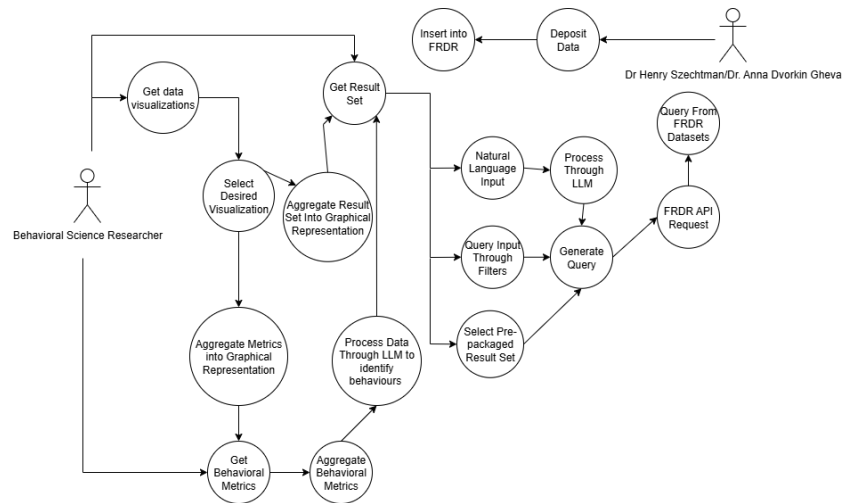 Insert into
FRDR
Deposit
Data
Dr Henry Szechtman/Dr. Anna Dvorkin Gheva
Get Result
Set
Get data
visualizations
Query From
FRDR
Datasets
Natural
Language
Input
Process
Through
LLM
Select
Desired
Visualization
Aggregate Result
Set Into Graphical
Representation
FRDR API
Request
Behavioral Science Researcher
Query Input
Through
Filters
Generate
Query
Aggregate Metrics
into Graphical
Representation
Process Data
Through LLM to
identify
behaviours
Select Pre-
packaged
Result Set
Get
Behavioral
Metrics
Aggregate
Behavioral
Metrics